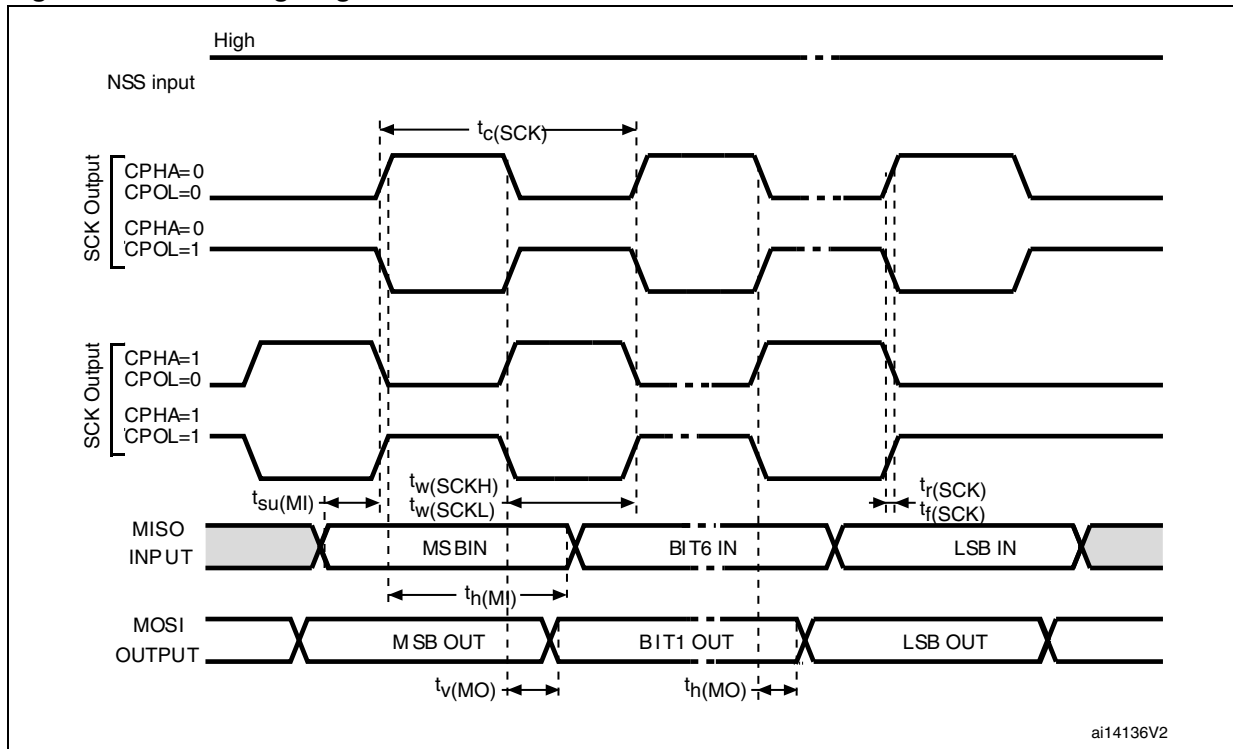 High
NSS input
tc(SCK)
SCK Output
CPHA=0
CPOL=0
CPHA=0
CPOL=1
SCK Output
CPHA=1
CPOL=0
CPHA=1
CPOL=1
tsu(MI)
tw(SCKH)
tw(SCKL)
tr(SCK)
tf(SCK)
MISO
INPUT
MSBIN
BIT6 IN
LSB IN
th(MI)
MOSI
OUTPUT
MSB OUT
BIT1 OUT
LSB OUT
tv(MO)
th(MO)
ai14136V2